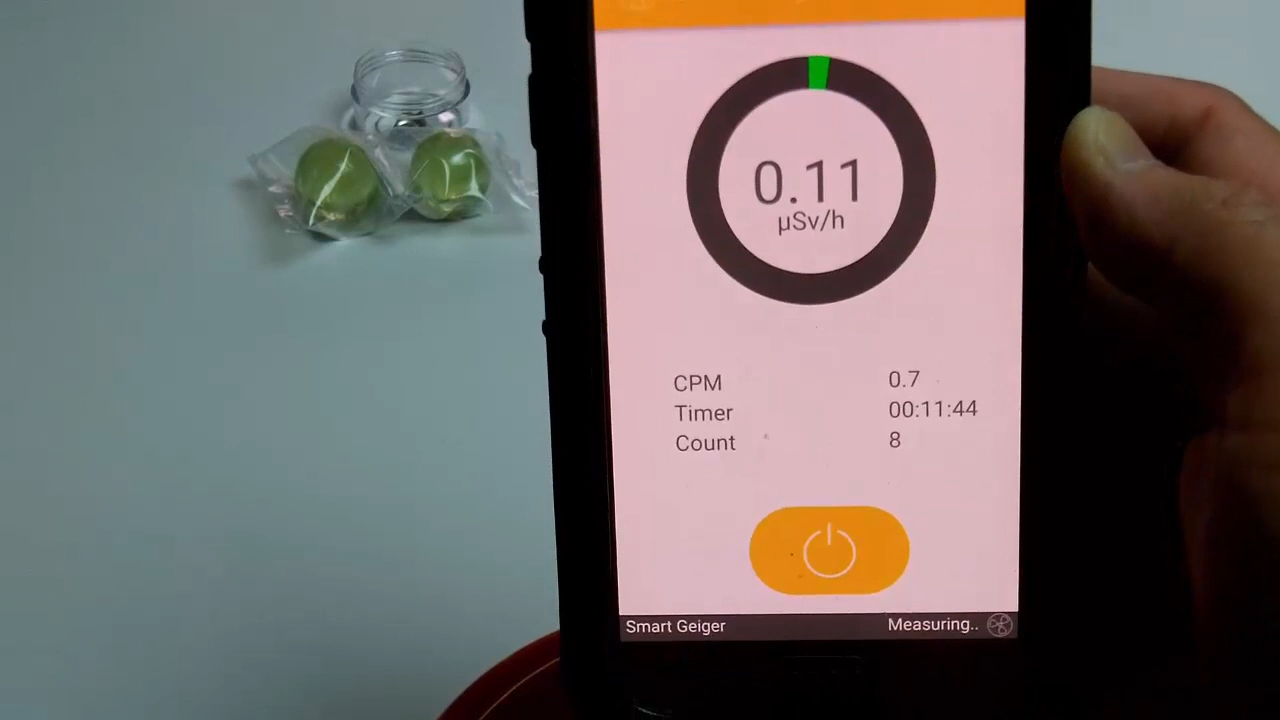 0.11
μSv/h
CPM 0.7
Timer 00:11:44
Count 8
Smart Geiger Measuring..